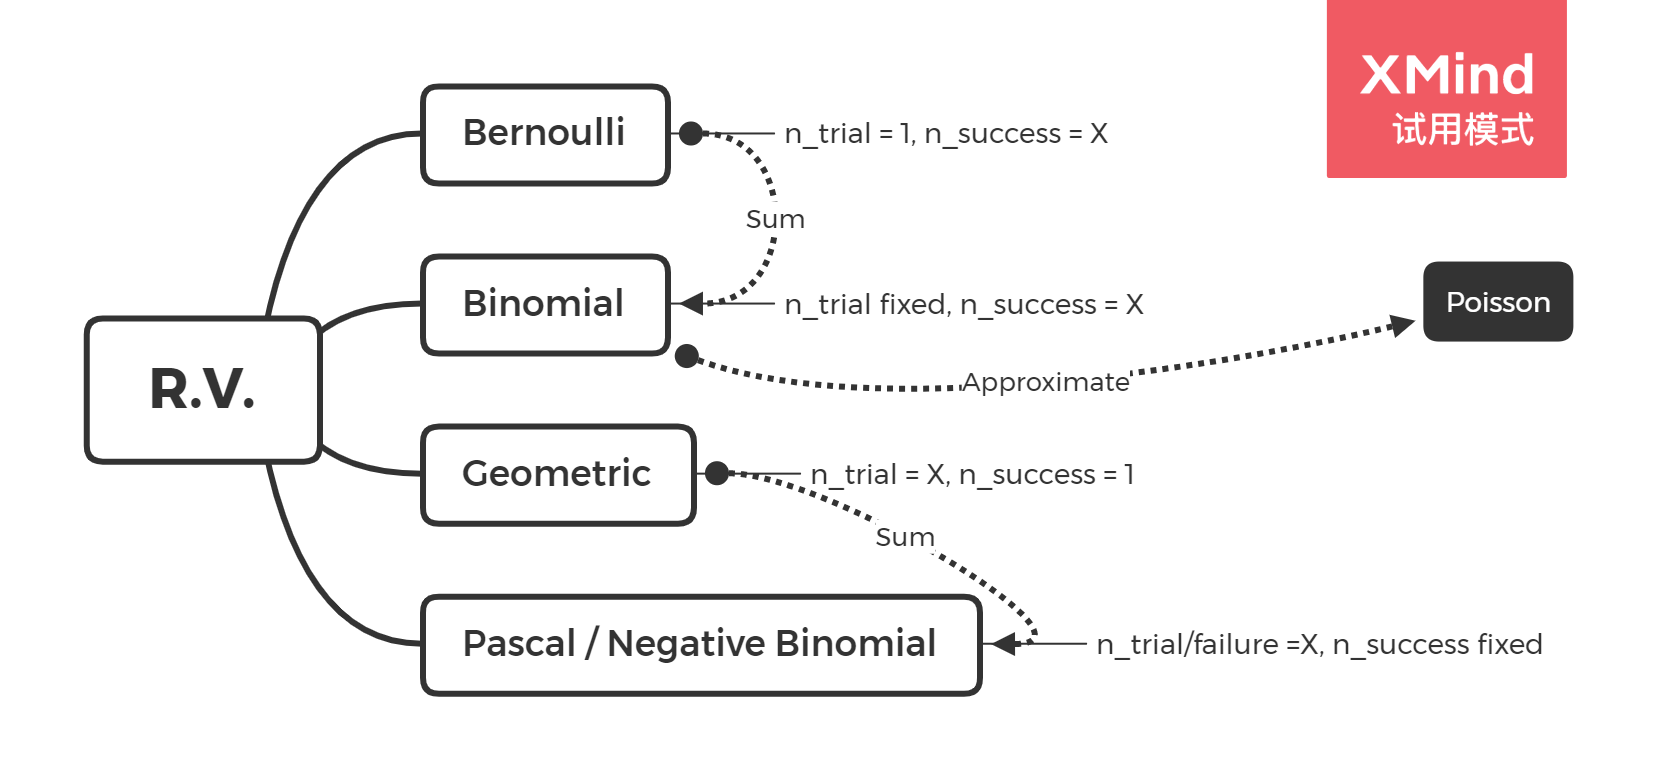 XMind
试用模式
Bernoulli
n_trial = 1, n_success = X
Sum
Binomial
n_trial fixed, n_success = X
Poisson
R.V.
Approximate
Geometric
n_trial = X, n_success = 1
Sum
Pascal / Negative Binomial
n_trial/failure =X, n_success fixed